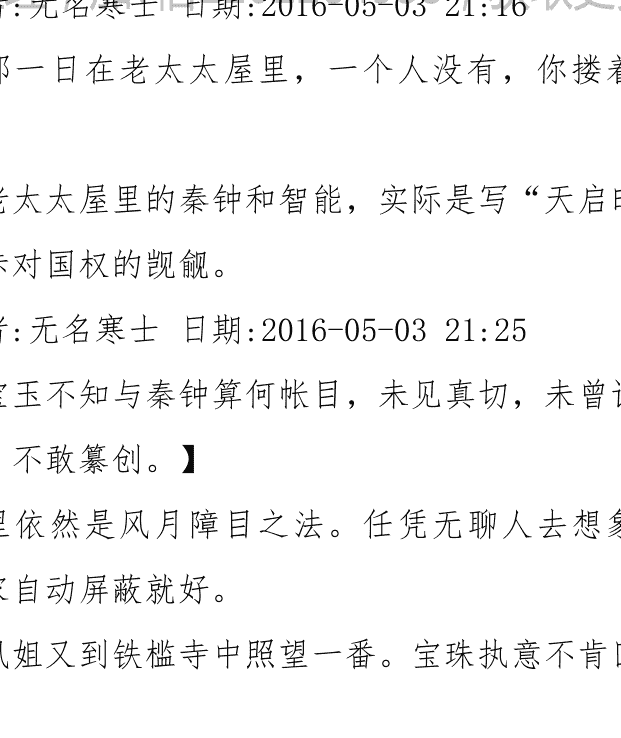 :无名寒士 日期:2016-05-03 21:16
那一日在老太太屋里，一个人没有，你搂着
老太太屋里的秦钟和智能，实际是写“天启
对国权的觊觎。
者:无名寒士 日期:2016-05-03 21:25
宝玉不知与秦钟算何帐目，未见真切，未曾
，不敢纂创。】
里依然是风月障目之法。任凭无聊人去想象
家自动屏蔽就好。
凤姐又到铁槛寺中照望一番。宝珠执意不肯